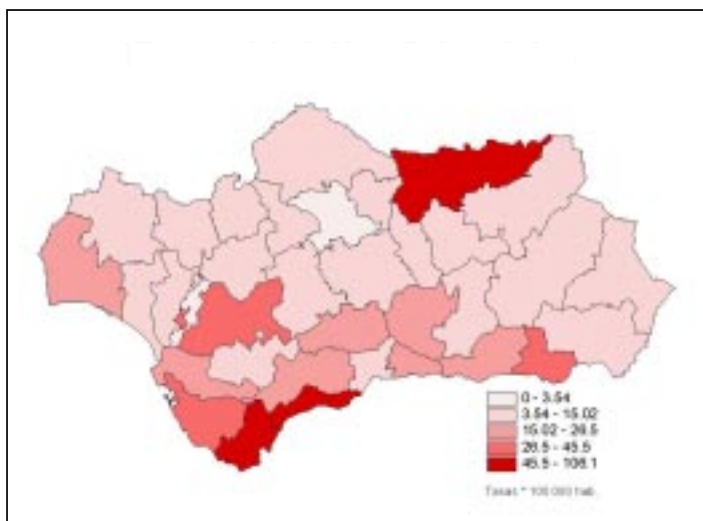 0 - 3.54
3.54 - 15.02
15.02 - 26.5
26.5 - 45.5
45.5 - 106.1
Tasas * 100.000 hab.